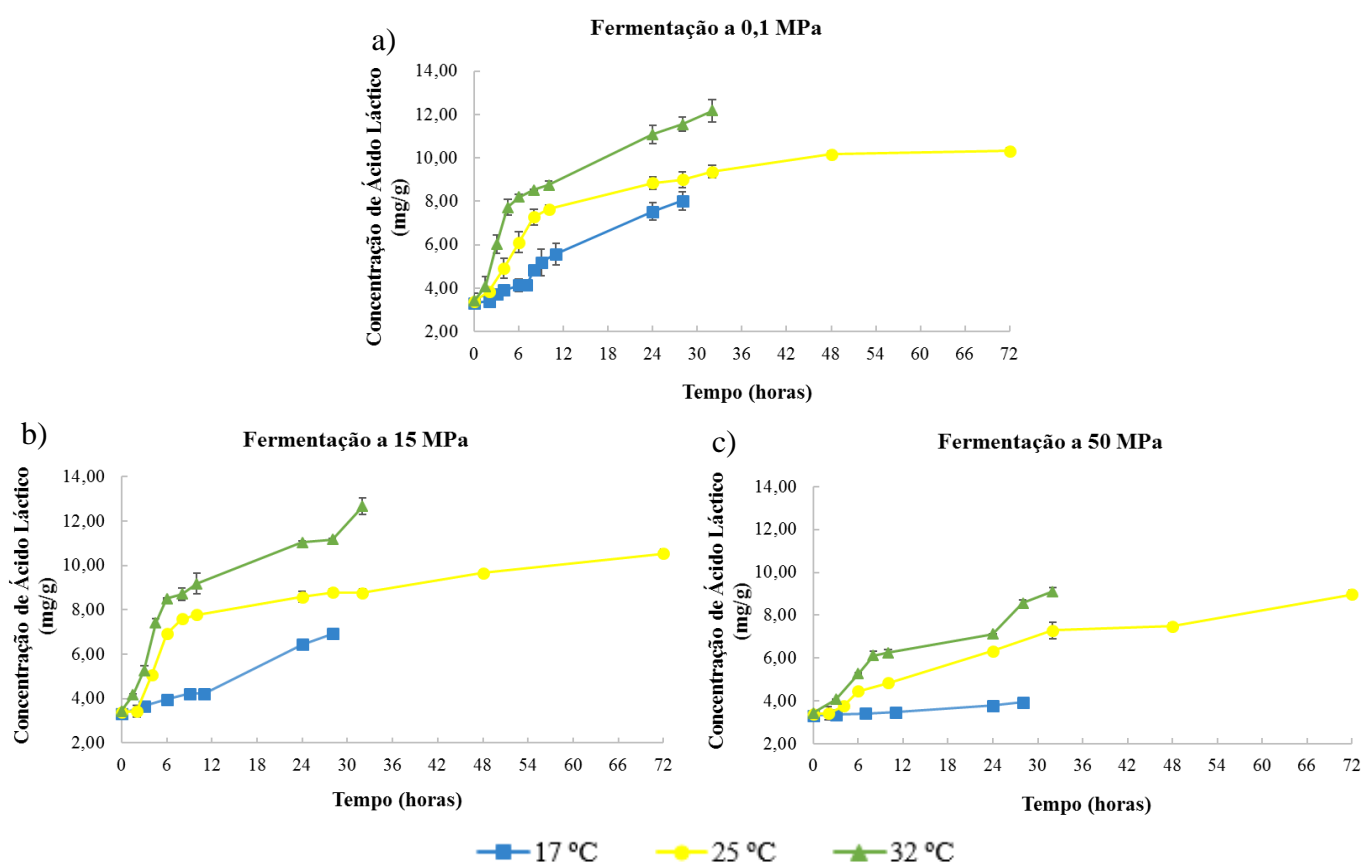 a)
Fermentação a 0,1 MPa
Concentração de Ácido Láctico
(mg/g)
14,00
12,00
10,00
8,00
6,00
4,00
2,00
0 6 12 24 30 36 42 48 54 60 66 72
Tempo (horas)
b)
Fermentação a 15 MPa
Concentração de Ácido Láctico
(mg/g)
14,00
12,00
10,00
8,00
6,00
4,00
2,00
0 6 12 24 30 36 42 48 54 60 66 72
Tempo (horas)
c)
Fermentação a 50 MPa
Concentração de Ácido Láctico
(mg/g)
14,00
12,00
10,00
8,00
6,00
4,00
2,00
0 6 12 24 30 36 42 48 54 60 66 72
Tempo (horas)
17 ºC 25 ºC 32 ºC